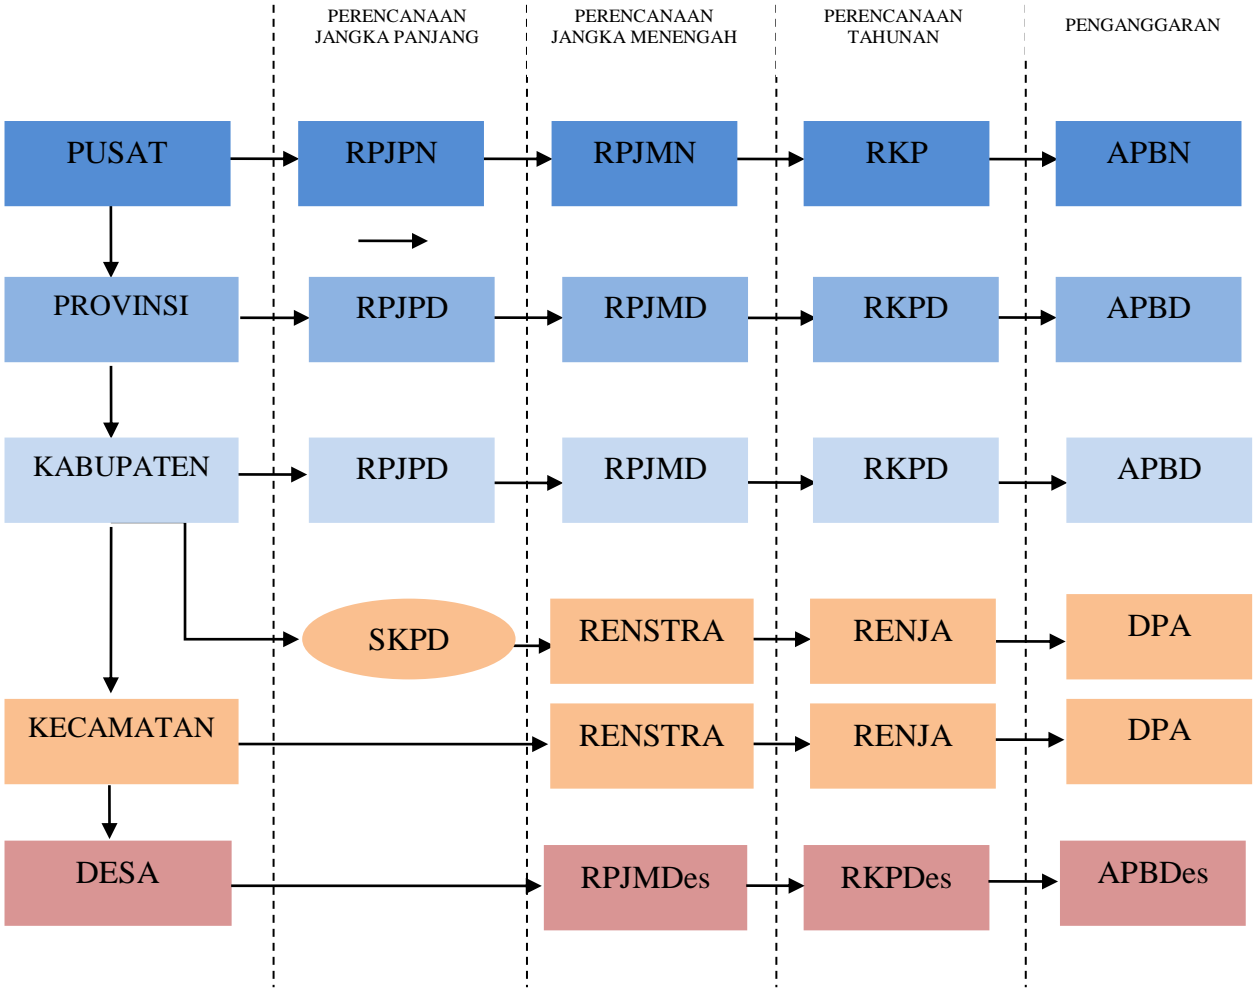 PERENCANAAN
JANGKA PANJANG
PERENCANAAN
JANGKA MENENGAH
PERENCANAAN
TAHUNAN
PENGANGGARAN
PUSAT
RPJPN
RPJMN
RKP
APBN
PROVINSI
RPJPD
RPJMD
RKPD
APBD
KABUPATEN
RPJPD
RPJMD
RKPD
APBD
SKPD
RENSTRA
RENJA
DPA
KECAMATAN
RENSTRA
RENJA
DPA
DESA
RPJMDes
RKPDes
APBDes